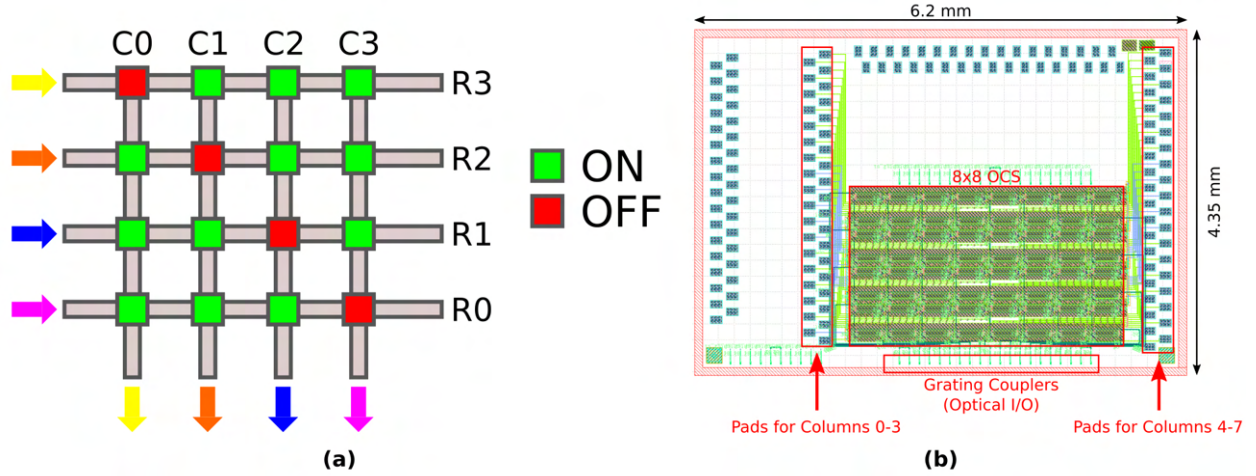 C0 C1 C2 C3
R3
R2
R1
R0
ON
OFF
(a)
6.2 mm
8x8 OCS
4.35 mm
Grating Couplers
(Optical I/O)
Pads for Columns 0-3
Pads for Columns 4-7
(b)